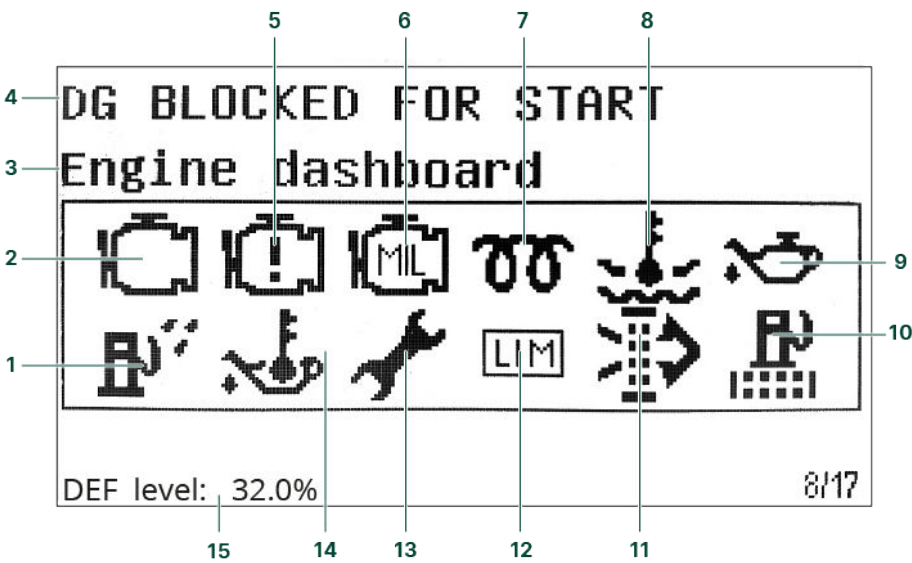 5 6 7 8
4 DG BLOCKED FOR START
3 Engine dashboard
2 ! MIL 9
1 LIM 10
DEF level: 32.0% 8/17
15 14 13 12 11